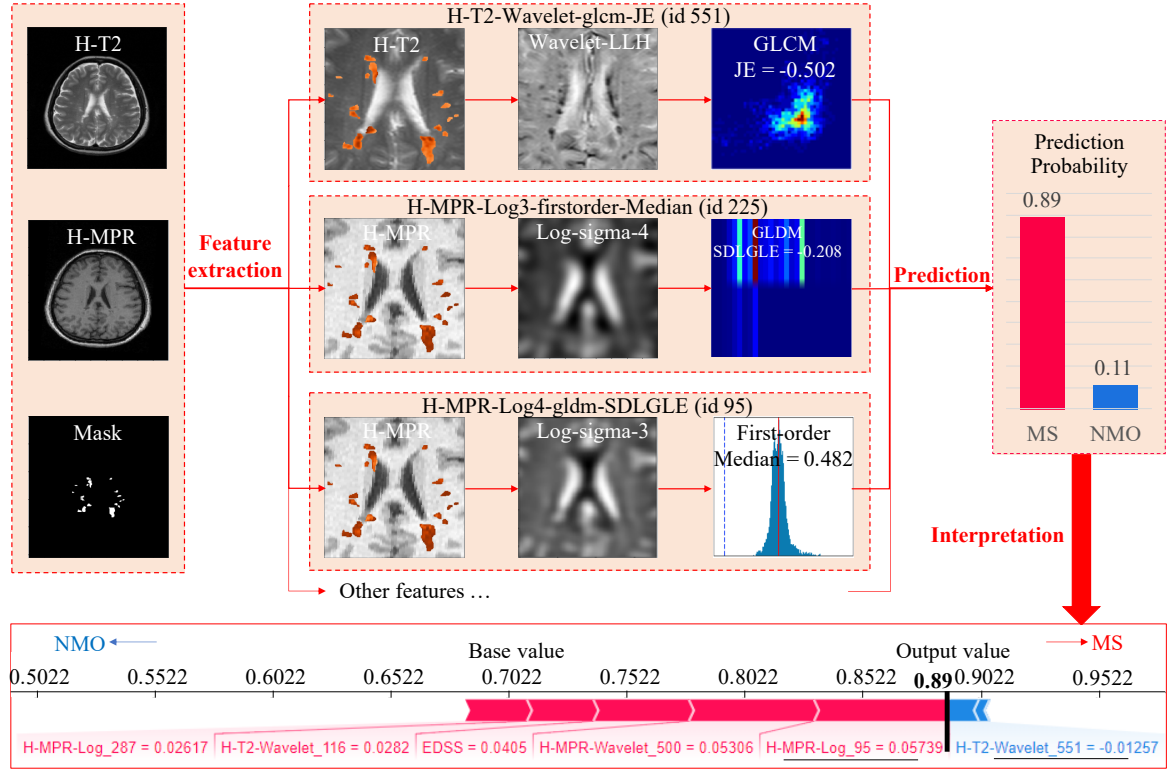 H-T2
H-MPR
Mask
Feature
extraction
H-T2-Wavelet-glcm-JE (id 551)
H-T2
Wavelet-LLH
GLCM
JE = -0.502
H-MPR-Log3-firstorder-Median (id 225)
H-MPR
Log-sigma-4
GLDM
SDLGLE = -0.208
H-MPR-Log4-gldm-SDLGLE (id 95)
H-MPR
Log-sigma-3
First-order
Median = 0.482
Other features …
Prediction
Prediction
Probability
0.89
0.11
MS NMO
Interpretation
NMO
Base value
Output value
MS
0.5022 0.5522 0.6022 0.6522 0.7022 0.7522 0.8022 0.8522 0.89 0.9022 0.9522
H-MPR-Log_287 = 0.02617 H-T2-Wavelet_116 = 0.0282 EDSS = 0.0405 H-MPR-Wavelet_500 = 0.05306 H-MPR-Log_95 = 0.05739 H-T2-Wavelet_551 = -0.01257